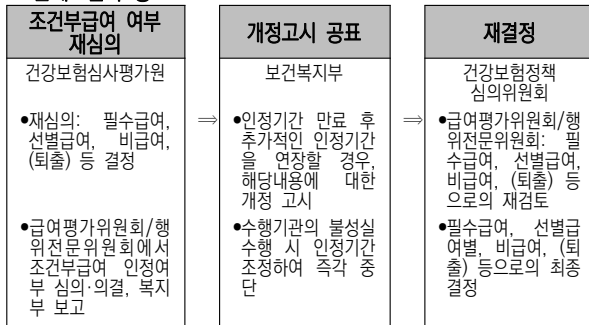 조건부급여 여부
재심의
건강보험심사평가원
•재심의: 필수급여,
선별급여, 비급여,
(퇴출) 등 결정
•급여평가위원회/행
위전문위원회에서
조건부급여 인정여
부 심의·의결, 복지
부 보고
⇒
개정고시 공표
보건복지부
•인정기간 만료 후
추가적인 인정기간
을 연장할 경우,
해당내용에 대한
개정 고시
•수행기관의 불성실
수행 시 인정기간
조정하여 즉각 중
단
⇒
재결정
건강보험정책
심의위원회
•급여평가위원회/행
위전문위원회: 필
수급여, 선별급여,
비급여, (퇴출) 등
으로의 재검토
•필수급여, 선별급
여별, 비급여, (퇴
출) 등으로의 최종
결정